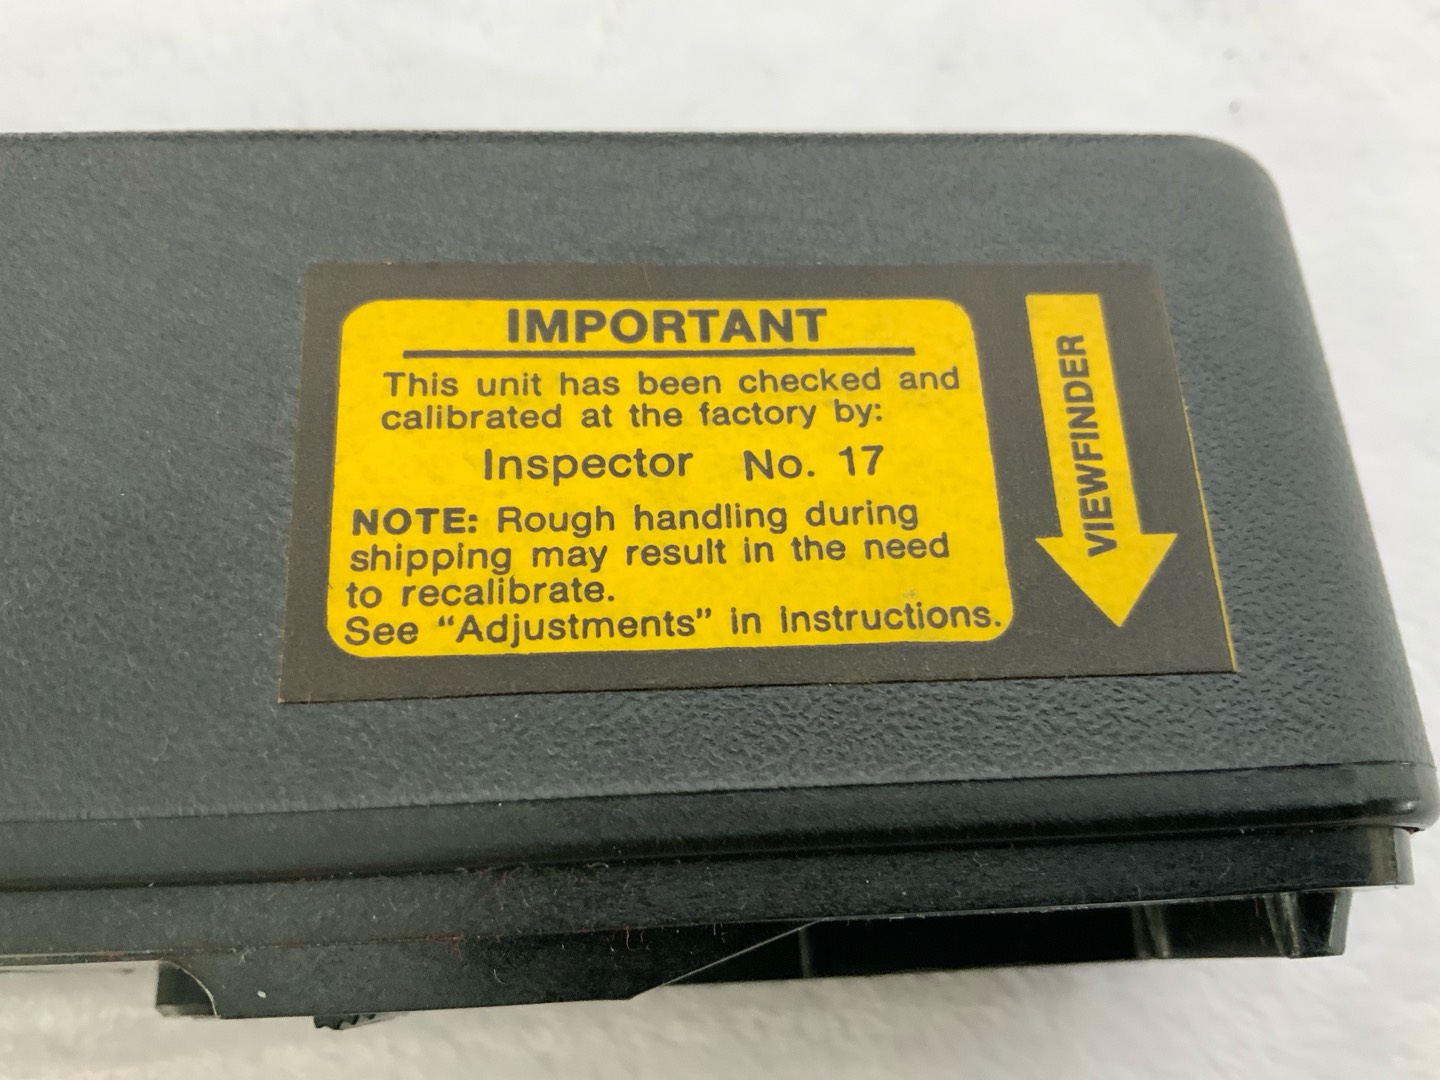 IMPORTANT
This unit has been checked and
calibrated at the factory by:
Inspector No. 17
NOTE: Rough handling during
shipping may result in the need
to recalibrate.
See “Adjustments” in instructions.
VIEWFINDER